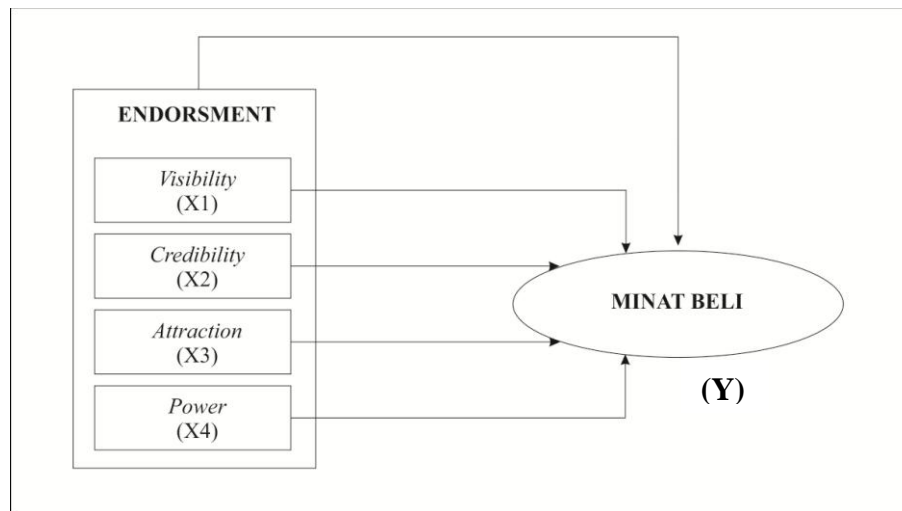 ENDORSMENT
Visibility
(X1)
Credibility
(X2)
Attraction
(X3)
Power
(X4)
MINAT BELI
(Y)